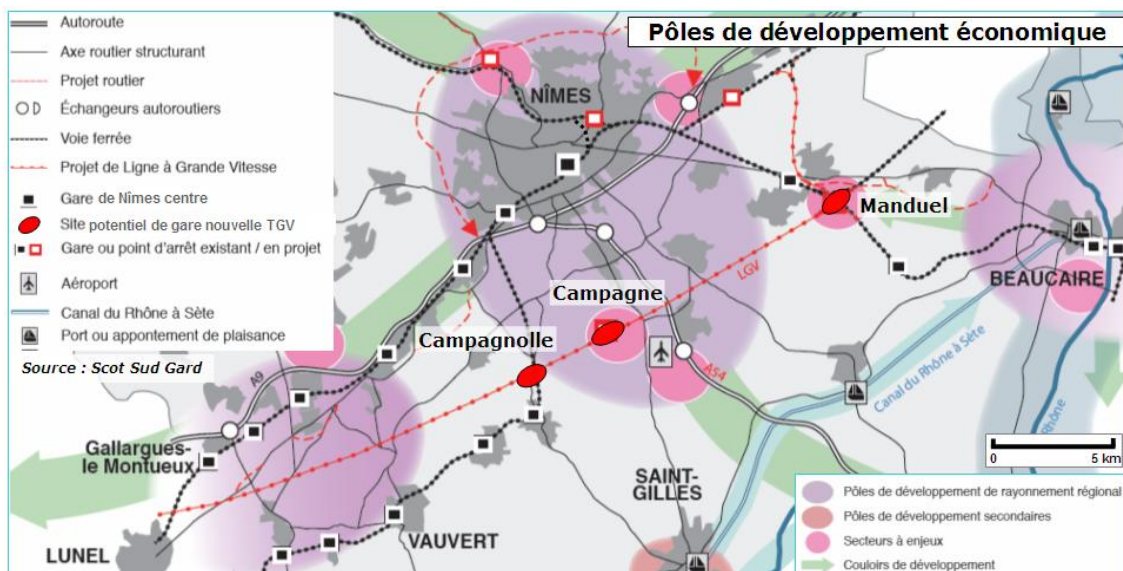 Pôles de développement économique
Autoroute
Axe routier structurant
Projet routier
Échangeurs autoroutiers
Voie ferrée
Projet de Ligne à Grande Vitesse
Gare de Nîmes centre
Site potentiel de gare nouvelle TGV
Gare ou point d'arrêt existant / en projet
Aéroport
Canal du Rhône à Sète
Port ou appontement de plaisance
Source : Scot Sud Gard
NÎMES
Manduel
LGV
BEAUCAIRE
Campagne
Campagnolle
A54
A9
Canal du Rhône à Sète
Rhône
Gallargues-
le Montueux
SAINT-
GILLES
VAUVERT
LUNEL
0 5 km
Pôles de développement de rayonnement régional
Pôles de développement secondaires
Secteurs à enjeux
Couloirs de développement